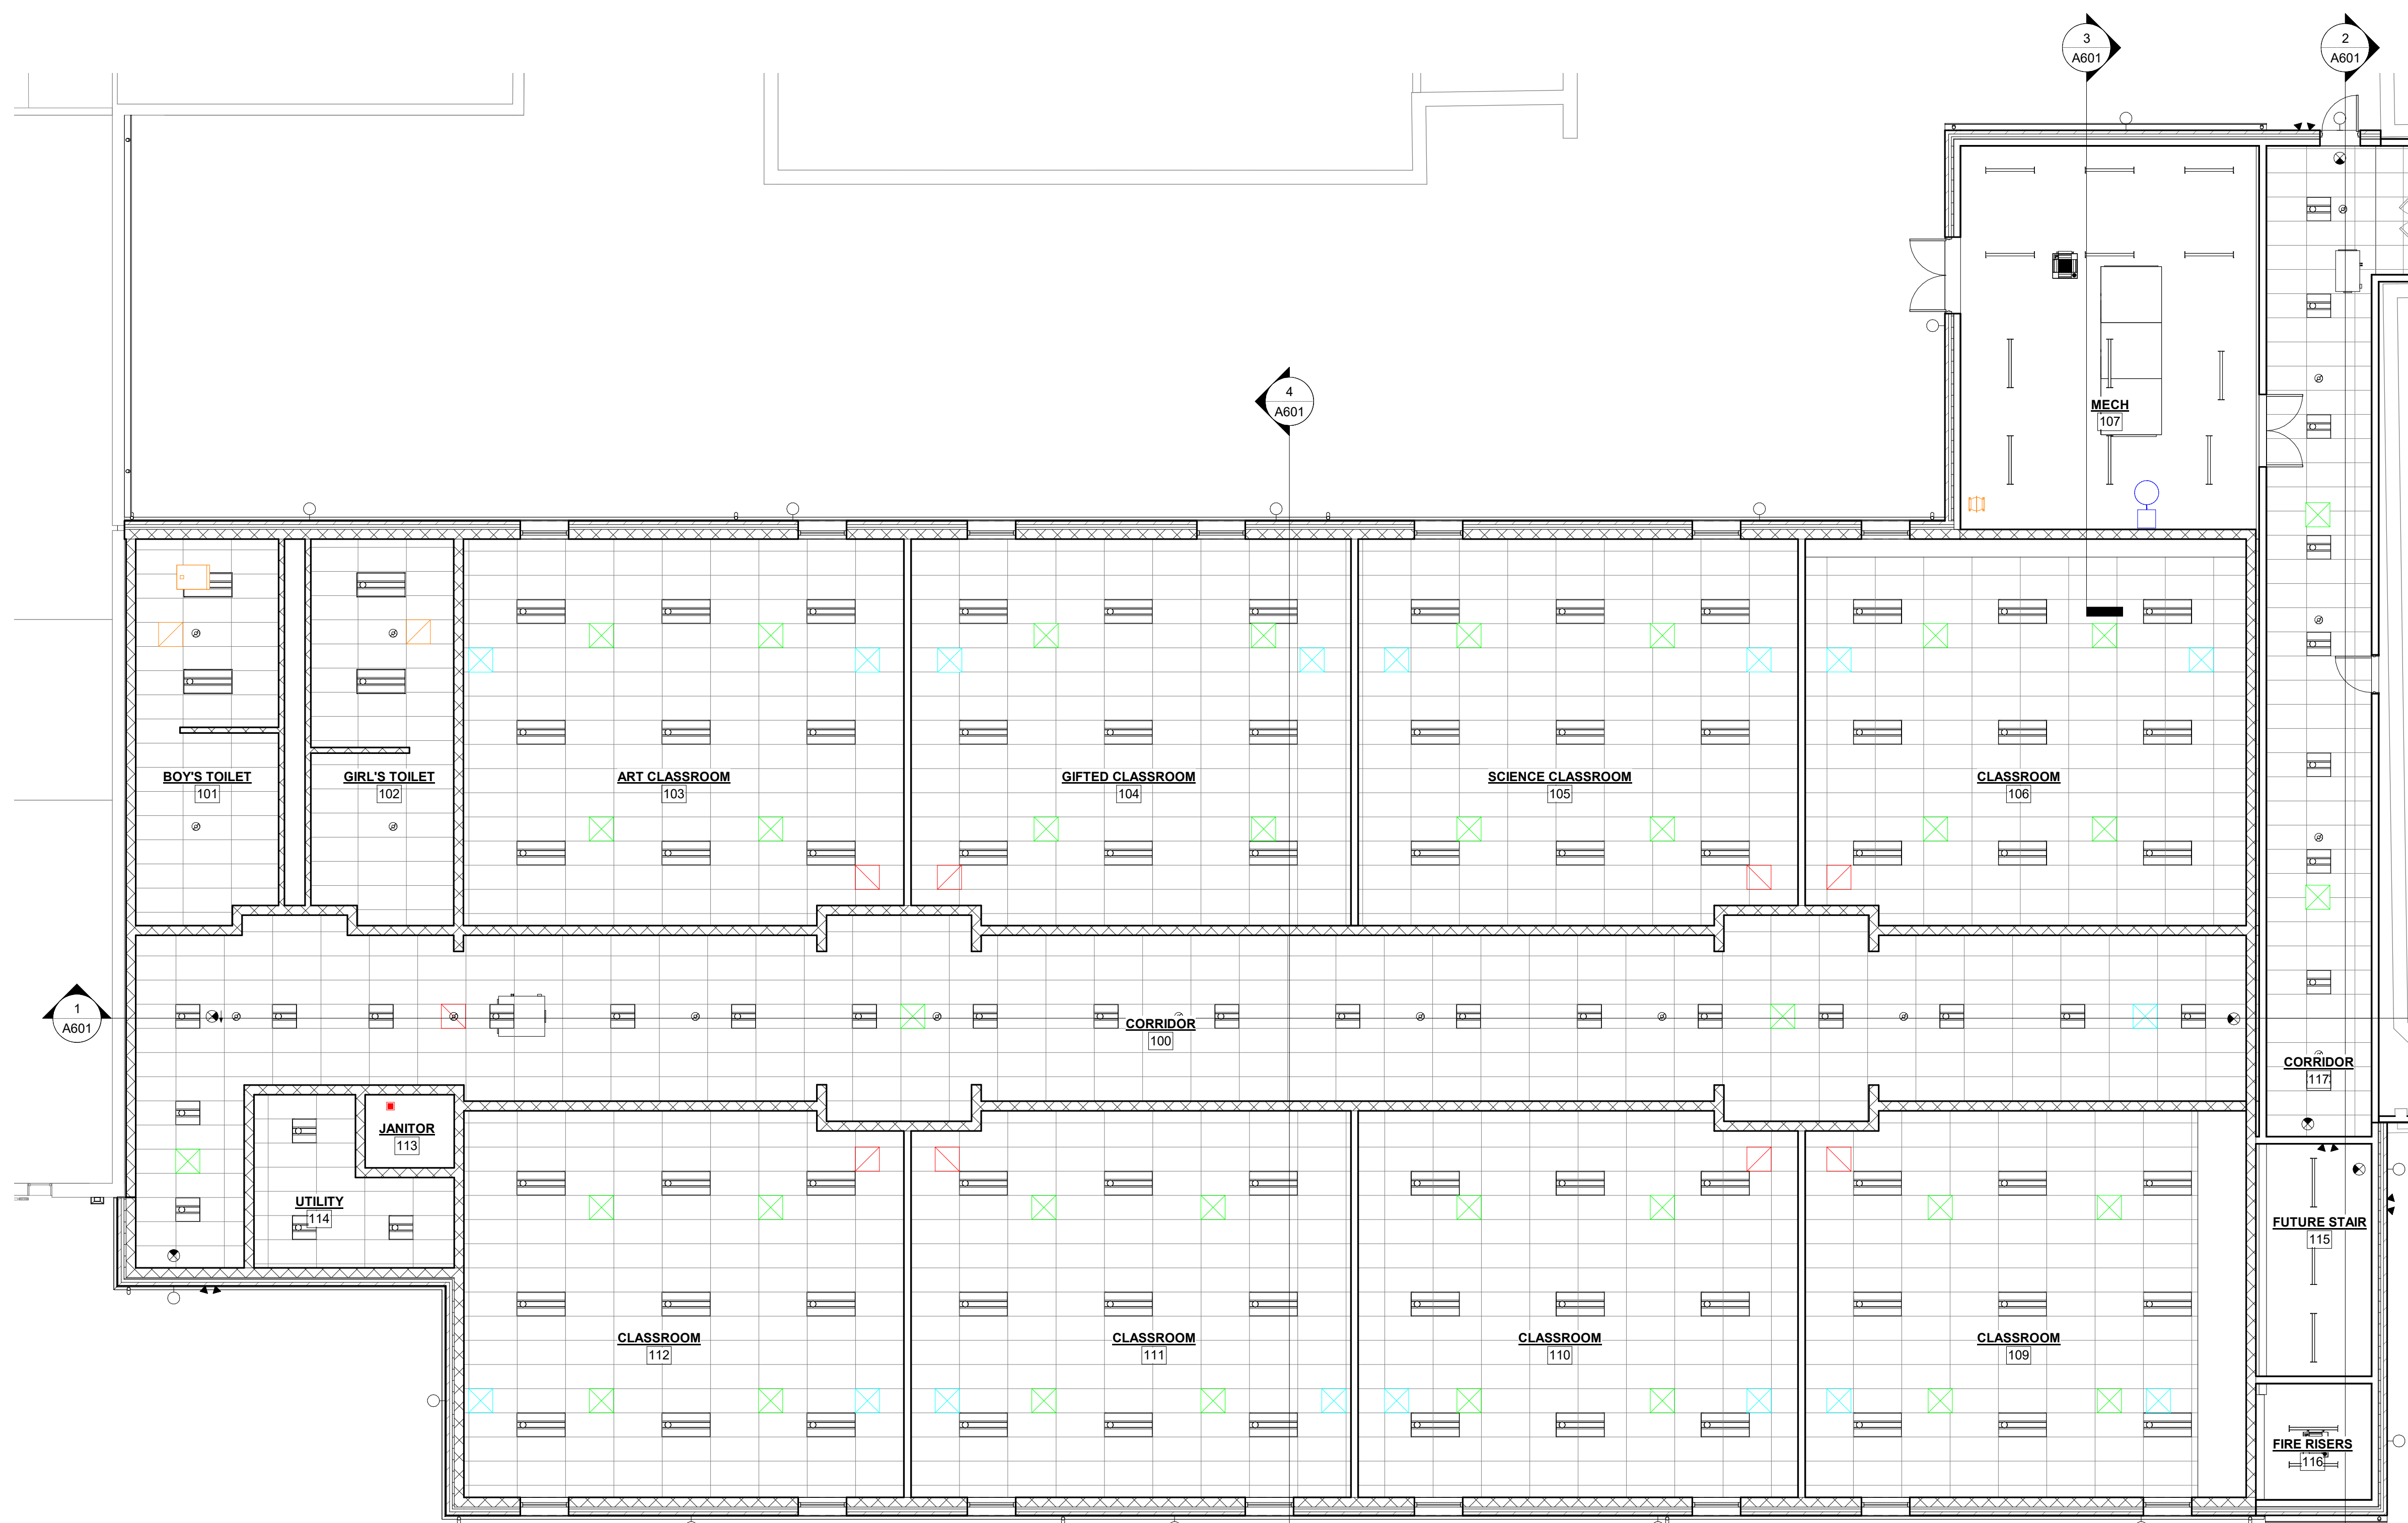 3
A601
2
A601
4
A601
MECH
107
BOY'S TOILET
101
GIRL'S TOILET
102
ART CLASSROOM
103
GIFTED CLASSROOM
104
SCIENCE CLASSROOM
105
CLASSROOM
106
1
A601
CORRIDOR
100
CORRIDOR
117
JANITOR
113
UTILITY
114
FUTURE STAIR
115
CLASSROOM
112
CLASSROOM
111
CLASSROOM
110
CLASSROOM
109
FIRE RISERS
116